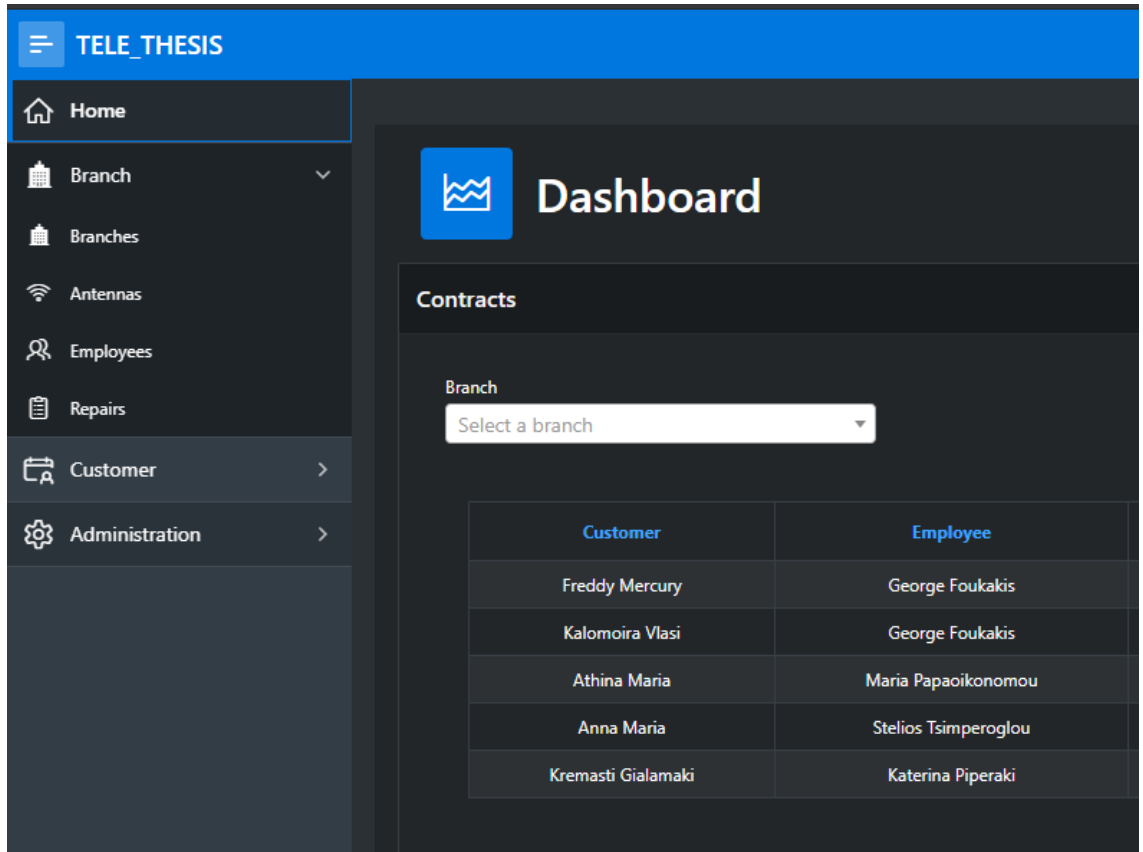 TELE_THESIS
Home
Branch
Branches
Antennas
Employees
Repairs
Customer
Administration
Dashboard
Contracts
Branch
Select a branch
Customer Employee
Freddy Mercury George Foukakis
Kalomoira Vlasi George Foukakis
Athina Maria Maria Papaoikonomou
Anna Maria Stelios Tsimperoglou
Kremasti Gialamaki Katerina Piperaki